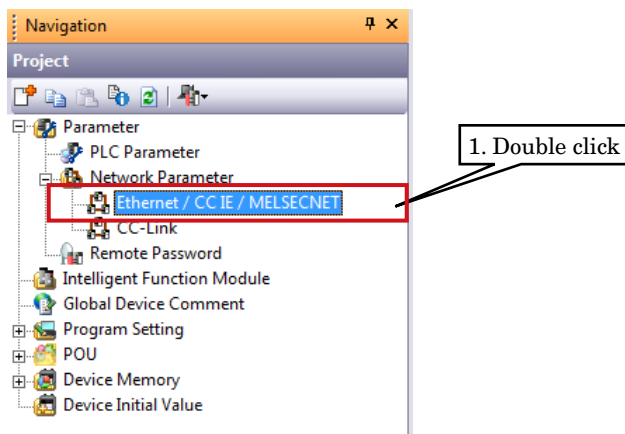 Navigation
Project
Parameter
PLC Parameter
1. Double click
Network Parameter
Ethernet / CC IE / MELSECNET
CC-Link
Remote Password
Intelligent Function Module
Global Device Comment
Program Setting
POU
Device Memory
Device Initial Value